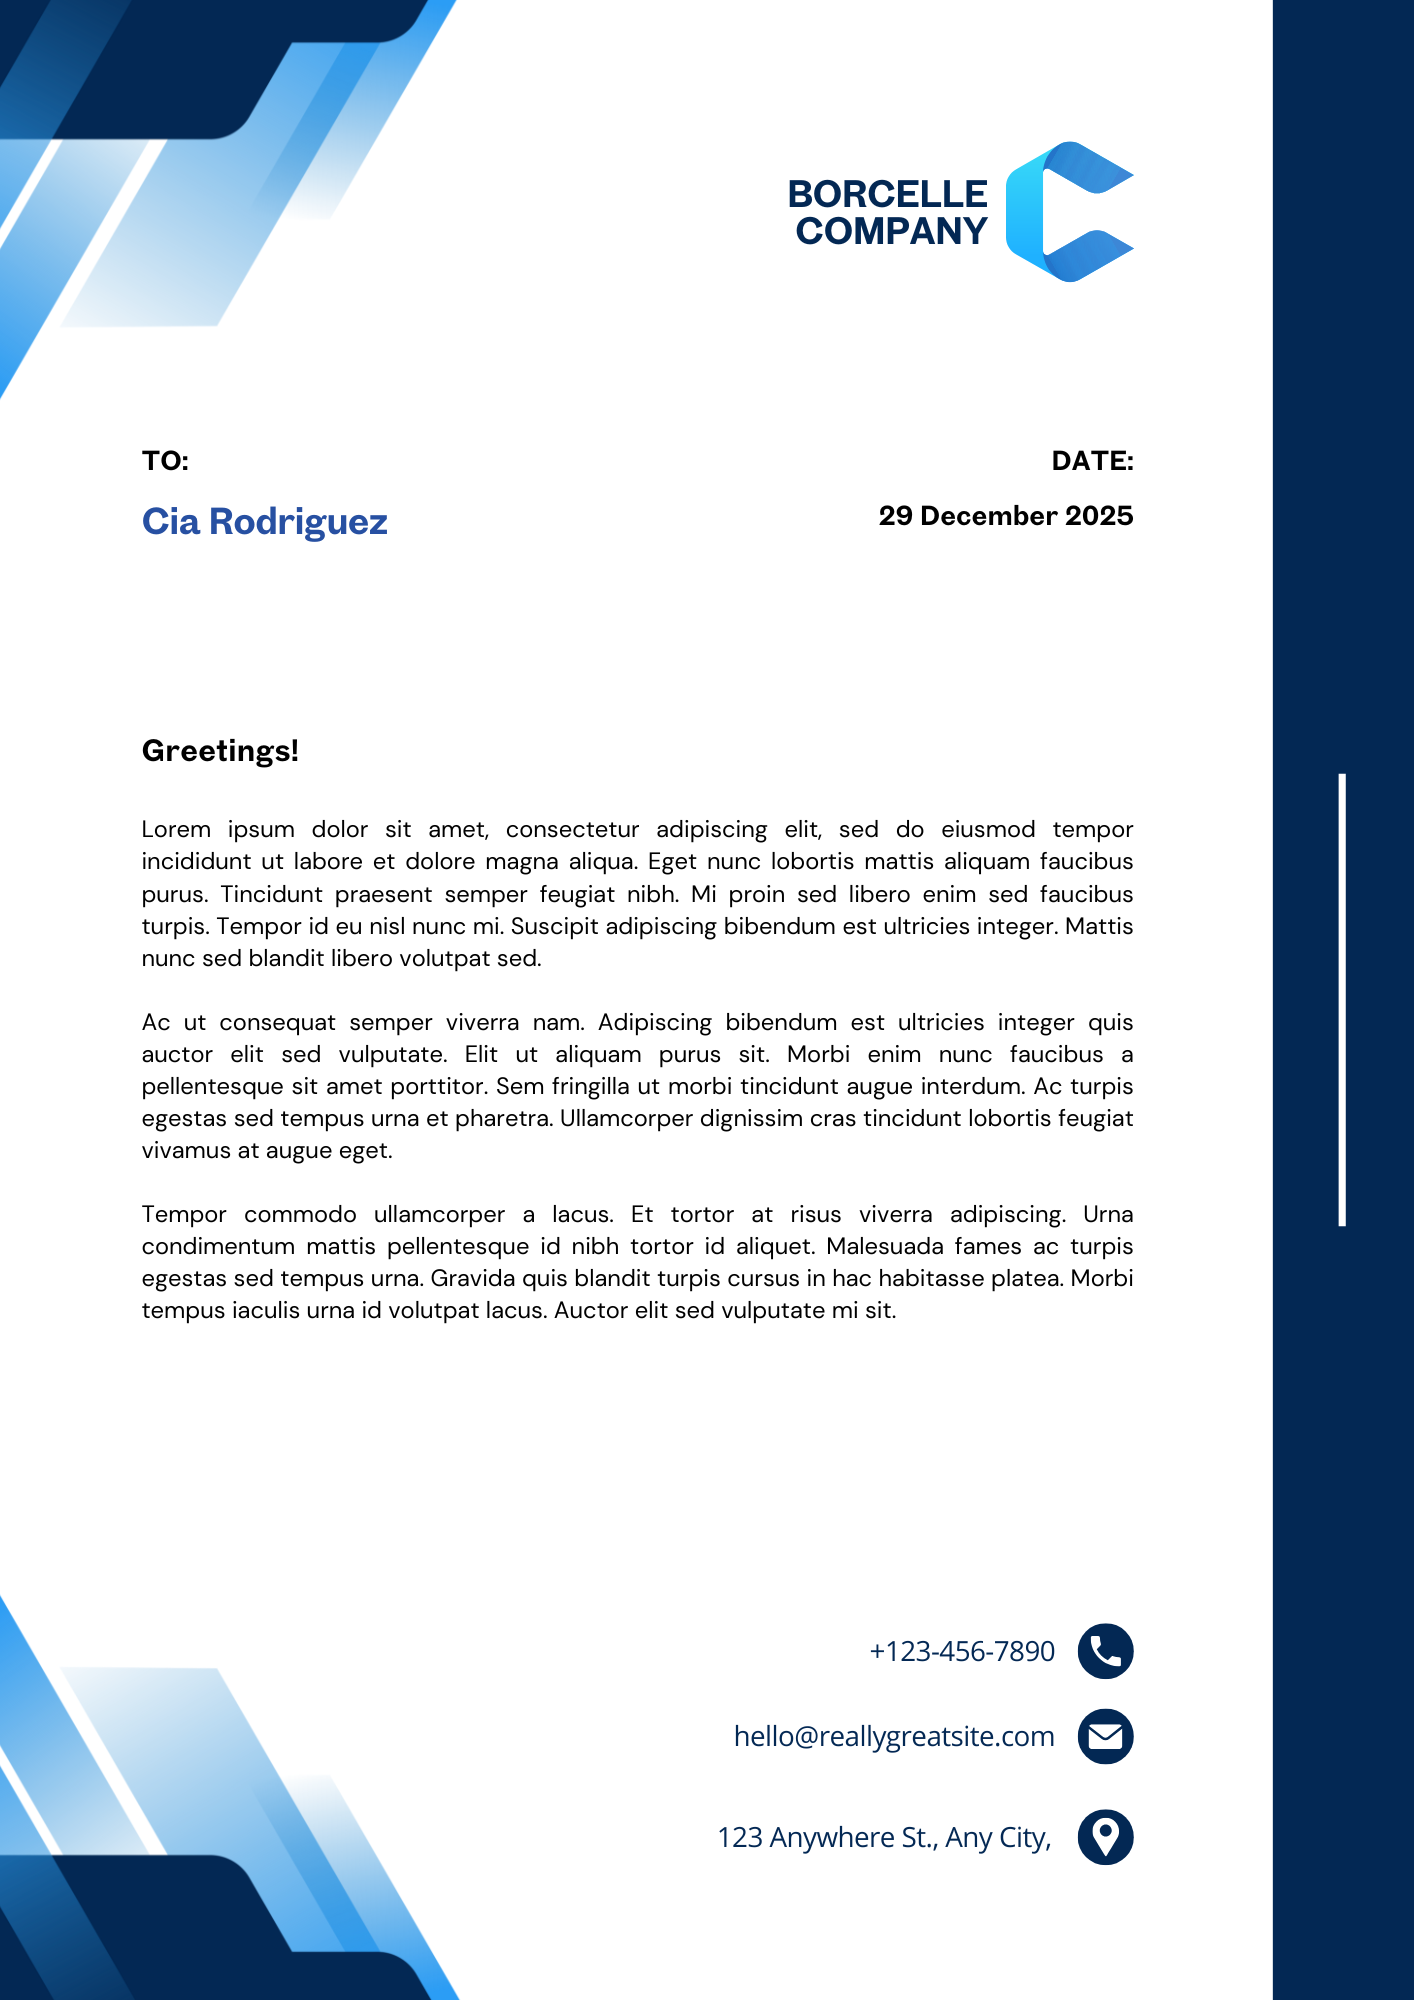 BORCELLE
COMPANY
TO:
DATE:
Cia Rodriguez
29 December 2025
Greetings!
Lorem ipsum dolor sit amet, consectetur adipiscing elit, sed do eiusmod tempor
incididunt ut labore et dolore magna aliqua. Eget nunc lobortis mattis aliquam faucibus
purus. Tincidunt praesent semper feugiat nibh. Mi proin sed libero enim sed faucibus
turpis. Tempor id eu nisl nunc mi. Suscipit adipiscing bibendum est ultricies integer. Mattis
nunc sed blandit libero volutpat sed.
Ac ut consequat semper viverra nam. Adipiscing bibendum est ultricies integer quis
auctor elit sed vulputate. Elit ut aliquam purus sit. Morbi enim nunc faucibus a
pellentesque sit amet porttitor. Sem fringilla ut morbi tincidunt augue interdum. Ac turpis
egestas sed tempus urna et pharetra. Ullamcorper dignissim cras tincidunt lobortis feugiat
vivamus at augue eget.
Tempor commodo ullamcorper a lacus. Et tortor at risus viverra adipiscing. Urna
condimentum mattis pellentesque id nibh tortor id aliquet. Malesuada fames ac turpis
egestas sed tempus urna. Gravida quis blandit turpis cursus in hac habitasse platea. Morbi
tempus iaculis urna id volutpat lacus. Auctor elit sed vulputate mi sit.
+123-456-7890
hello@reallygreatsite.com
123 Anywhere St., Any City,